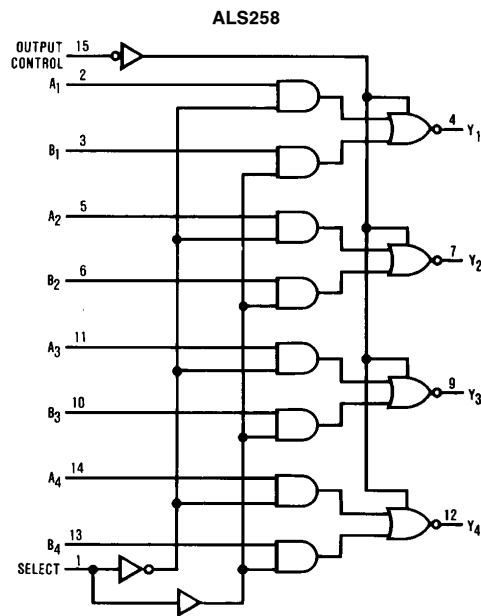 ALS258
OUTPUT CONTROL 15
A1 2
4 Y1
B1 3
A2 5
7 Y2
B2 6
A3 11
9 Y3
B3 10
A4 14
12 Y4
B4 13
SELECT 1